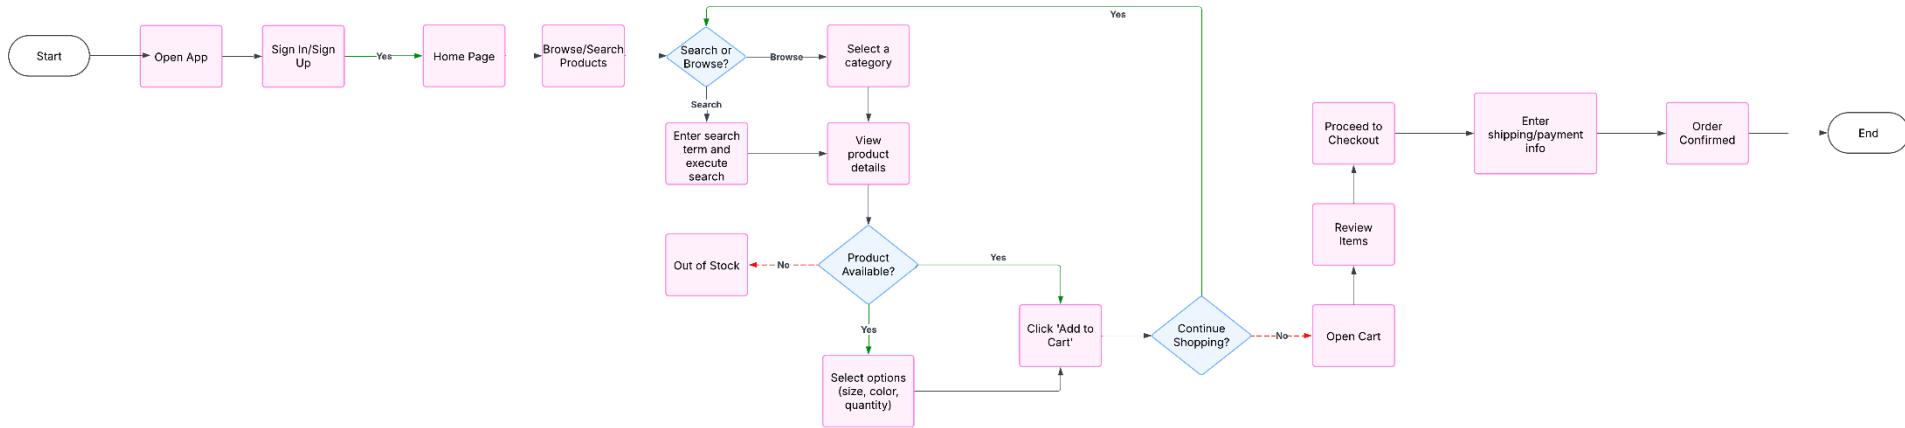 Start
Open App
Sign In/Sign
Up
Yes
Home Page
Browse/Search
Products
Search or
Browse?
Browse
Select a
category
Yes
Search
Enter search
term and
execute
search
View
product
details
Out of Stock
No
Product
Available?
Yes
Yes
Select options
(size, color,
quantity)
Click 'Add to
Cart'
Continue
Shopping?
No
Open Cart
Review
Items
Proceed to
Checkout
Enter
shipping/payment
info
Order
Confirmed
End